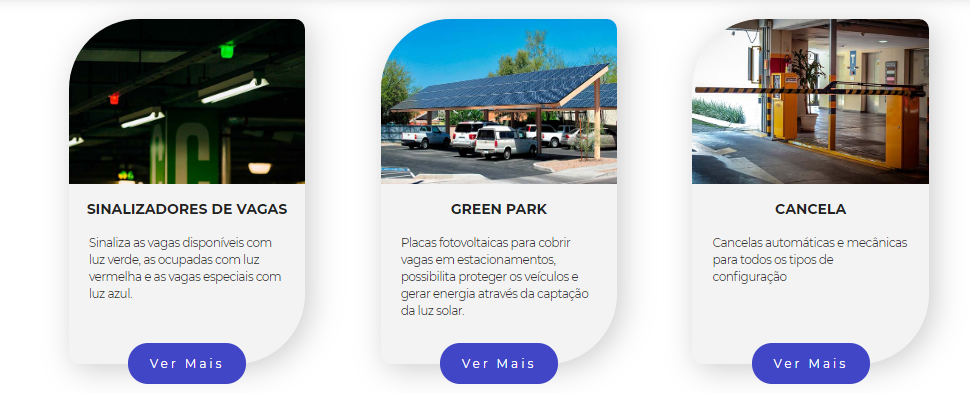 SINALIZADORES DE VAGAS
Sinaliza as vagas disponíveis com
luz verde, as ocupadas com luz
vermelha e as vagas especiais com
luz azul.
Ver Mais
GREEN PARK
Placas fotovoltaicas para cobrir
vagas em estacionamentos,
possibilita proteger os veículos e
gerar energia através da captação
da luz solar.
Ver Mais
CANCELA
Cancelas automáticas e mecânicas
para todos os tipos de
configuração
Ver Mais